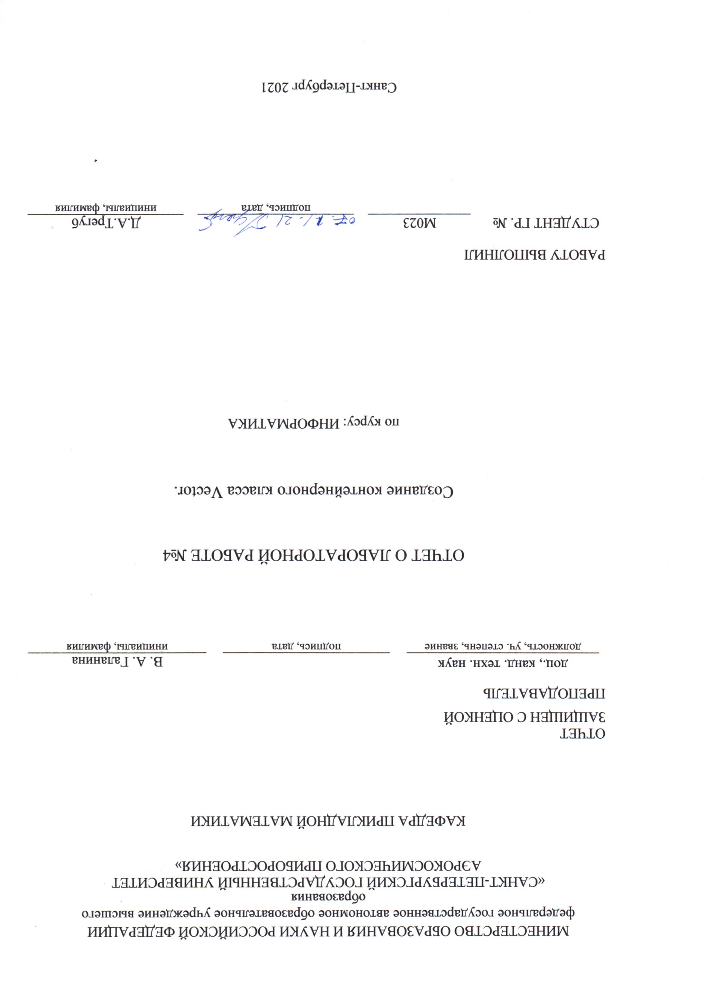 МИНЕСТЕРСТВО ОБРАЗОВАНИЯ И НАУКИ РОССИЙСКОЙ ФЕДЕРАЦИИ
федеральное государственное автономное образовательное учреждение высшего
образования
«САНКТ-ПЕТЕРБУРГСКИЙ ГОСУДАРСТВЕННЫЙ УНИВЕРСИТЕТ
АЭРОКОСМИЧЕСКОГО ПРИБОРОСТРОЕНИЯ»
КАФЕДРА ПРИКЛАДНОЙ МАТЕМАТИКИ
ОТЧЕТ
ЗАЩИЩЕН С ОЦЕНКОЙ
ПРЕПОДАВАТЕЛЬ
доц., канд. техн. наук В. А. Галанина
должность, уч. степень, звание подпись, дата инициалы, фамилия
ОТЧЕТ О ЛАБОРАТОРНОЙ РАБОТЕ №4
Создание контейнерного класса Vector.
по курсу: ИНФОРМАТИКА
РАБОТУ ВЫПОЛНИЛ
СТУДЕНТ ГР. № М023 07.11.21 Д.А.Трегуб
подпись, дата инициалы, фамилия
Санкт-Петербург 2021